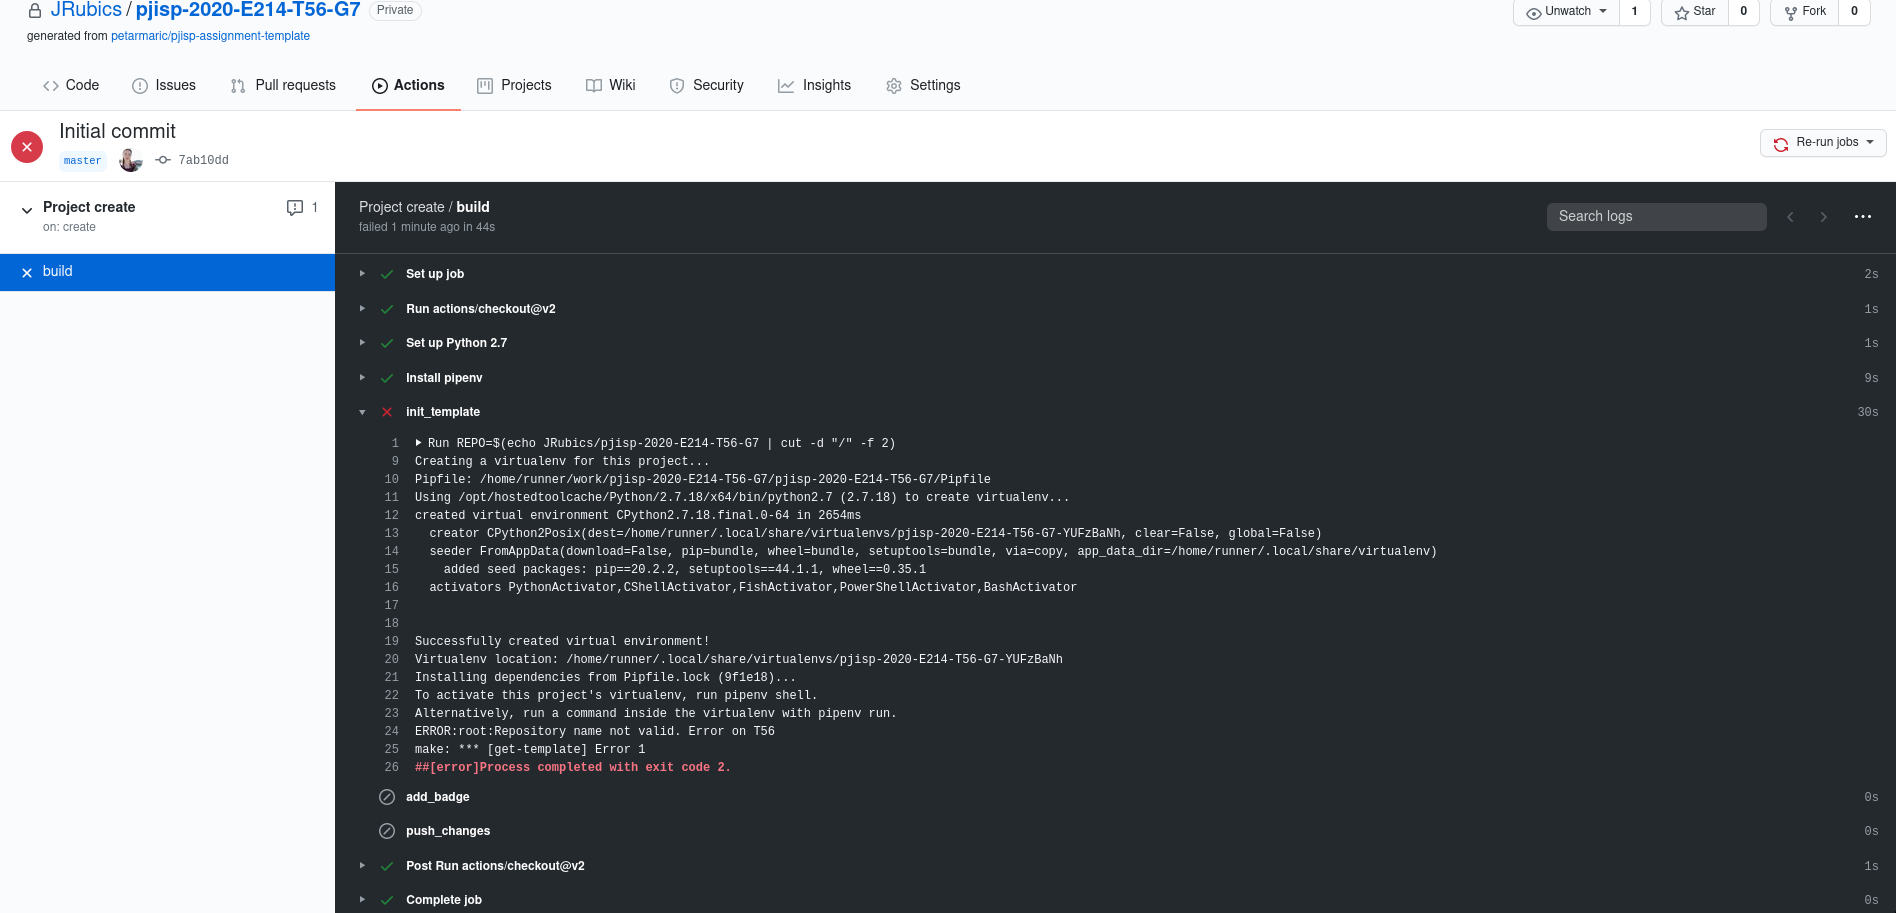 JRubics / pjisp-2020-E214-T56-G7 Private
Unwatch 1 Star 0 Fork 0
generated from petarmaric/pjisp-assignment-template
Code Issues Pull requests Actions Projects Wiki Security Insights Settings
Initial commit
master 7ab10dd
Re-run jobs
Project create 1
on: create
build
Project create / build
failed 1 minute ago in 44s
Search logs
Set up job 2s
Run actions/checkout@v2 1s
Set up Python 2.7 1s
Install pipenv 9s
init_template 30s
1 Run REPO=$(echo JRubics/pjisp-2020-E214-T56-G7 | cut -d "/" -f 2)
9 Creating a virtualenv for this project...
10 Pipfile: /home/runner/work/pjisp-2020-E214-T56-G7/pjisp-2020-E214-T56-G7/Pipfile
11 Using /opt/hostedtoolcache/Python/2.7.18/x64/bin/python2.7 (2.7.18) to create virtualenv...
12 created virtual environment CPython2.7.18.final.0-64 in 2654ms
13 creator CPython2Posix(dest=/home/runner/.local/share/virtualenvs/pjisp-2020-E214-T56-G7-YUFzBaNh, clear=False, global=False)
14 seeder FromAppData(download=False, pip=bundle, wheel=bundle, setuptools=bundle, via=copy, app_data_dir=/home/runner/.local/share/virtualenv)
15 added seed packages: pip==20.2.2, setuptools==44.1.1, wheel==0.35.1
16 activators PythonActivator,CShellActivator,FishActivator,PowerShellActivator,BashActivator
17
18
19 Successfully created virtual environment!
20 Virtualenv location: /home/runner/.local/share/virtualenvs/pjisp-2020-E214-T56-G7-YUFzBaNh
21 Installing dependencies from Pipfile.lock (9f1e18)...
22 To activate this project's virtualenv, run pipenv shell.
23 Alternatively, run a command inside the virtualenv with pipenv run.
24 ERROR:root:Repository name not valid. Error on T56
25 make: *** [get-template] Error 1
26 ##[error]Process completed with exit code 2.
add_badge 0s
push_changes 0s
Post Run actions/checkout@v2 1s
Complete job 0s